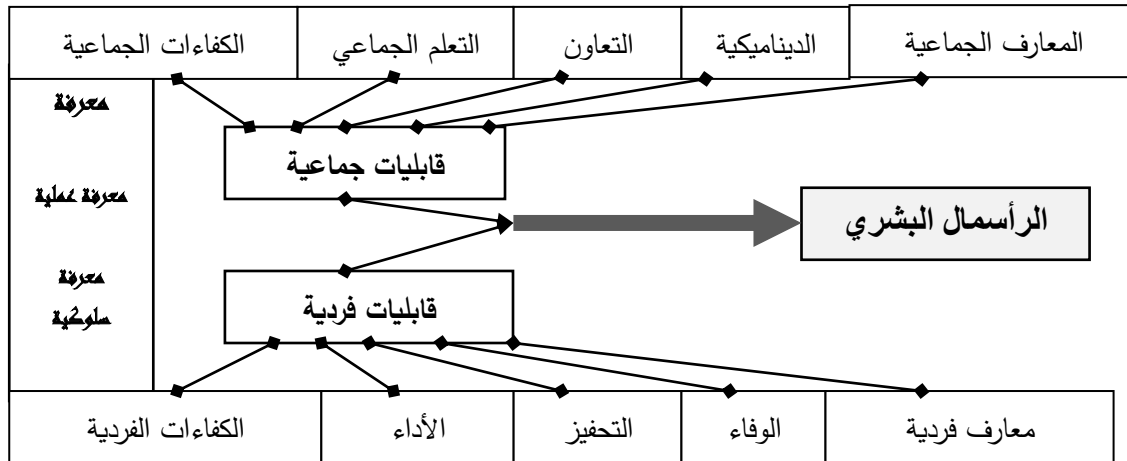 المعارف الجماعية
الديناميكية
التعاون
التعلم الجماعي
الكفاءات الجماعية
معرفة
قابليات جماعية
معرفة عملية
الرأسمال البشري
معرفة
سلوكية
قابليات فردية
معارف فردية
الوفاء
التحفيز
الأداء
الكفاءات الفردية